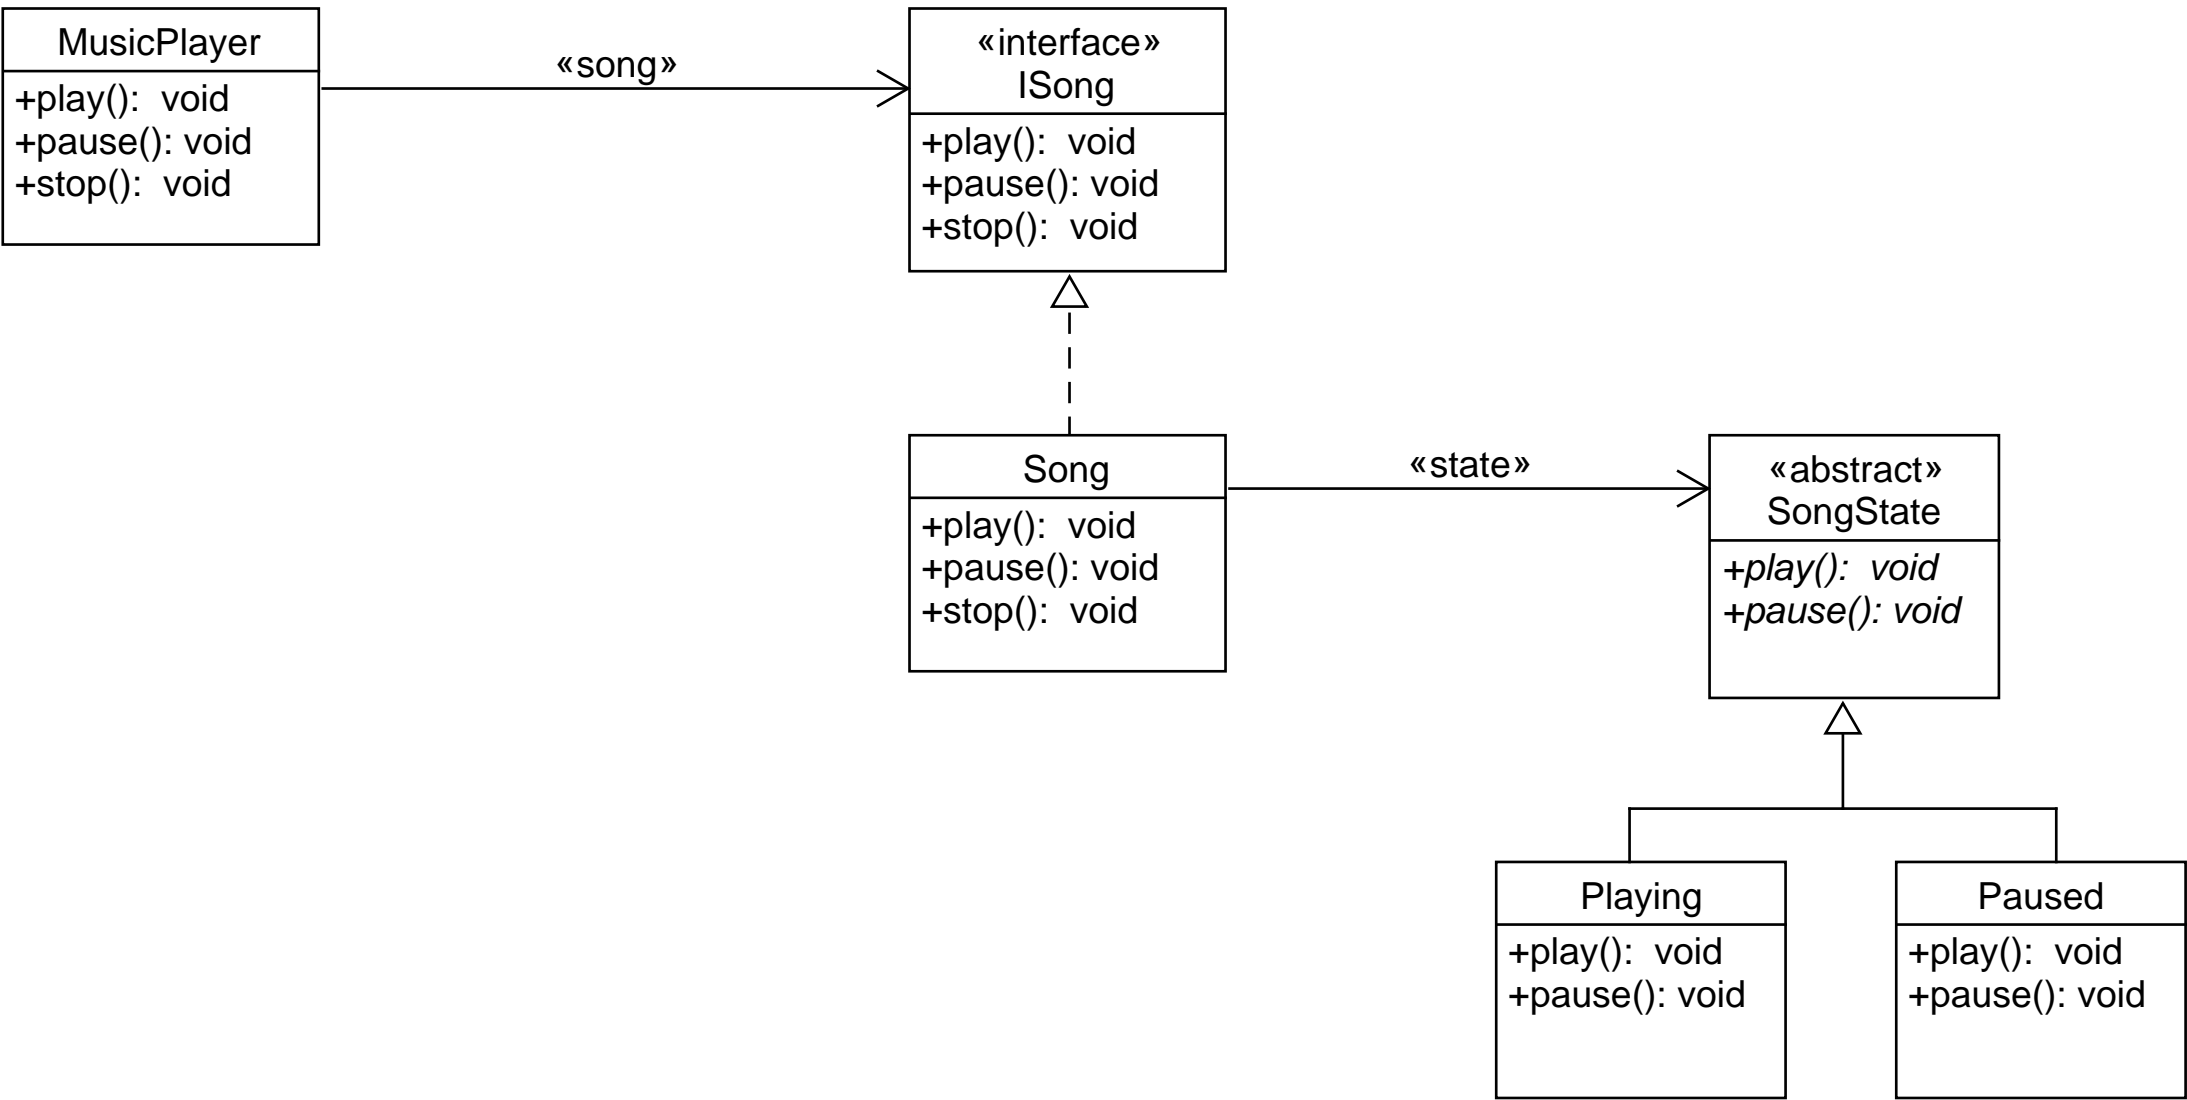 MusicPlayer
+play():  void
+pause(): void
+stop():  void
«song»
«interface»
ISong
+play():  void
+pause(): void
+stop():  void
Song
+play():  void
+pause(): void
+stop():  void
«state»
«abstract»
SongState
+play():  void
+pause(): void
Playing
+play():  void
+pause(): void
Paused
+play():  void
+pause(): void